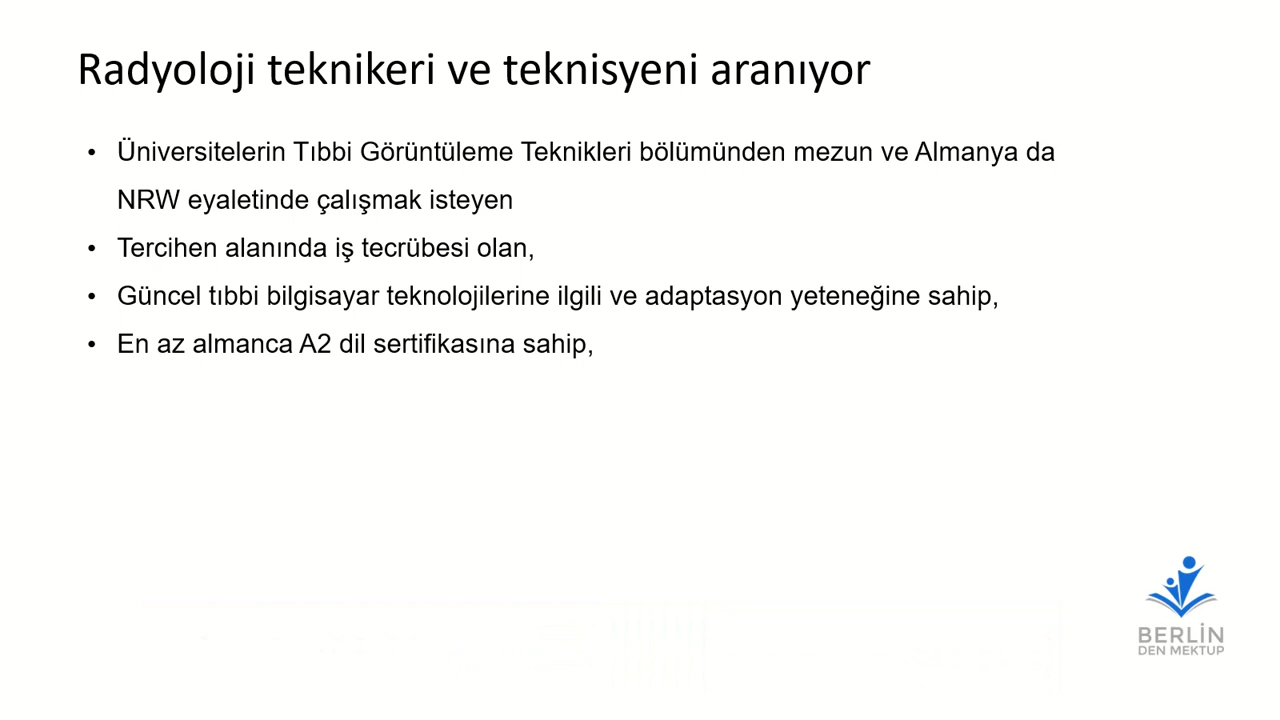 Radyoloji teknikeri ve teknisyeni aranıyor
• Üniversitelerin Tıbbi Görüntüleme Teknikleri bölümünden mezun ve Almanya da
NRW eyaletinde çalışmak isteyen
• Tercihen alanında iş tecrübesi olan,
• Güncel tıbbi bilgisayar teknolojilerine ilgili ve adaptasyon yeteneğine sahip,
• En az almanca A2 dil sertifikasına sahip,
BERLİN
DEN MEKTUP